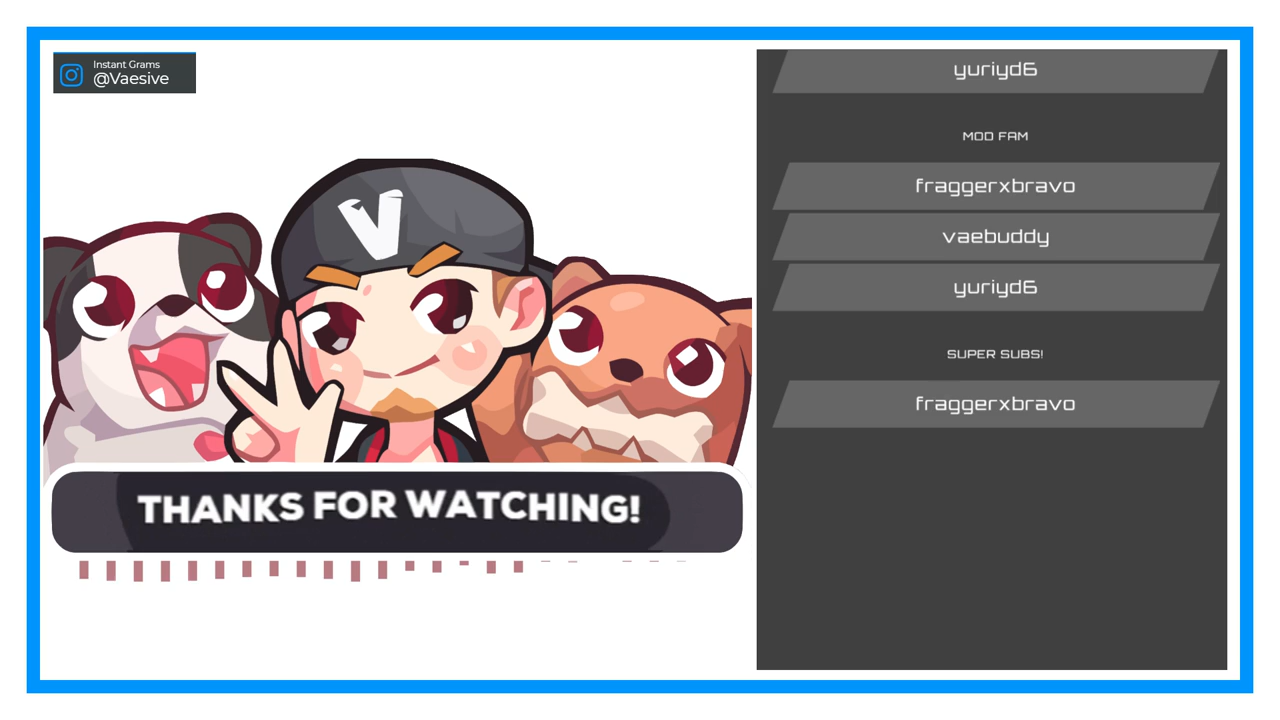 Instant Grams
@Vaesive
V
THANKS FOR WATCHING!
yuriyd6
MOD FAM
fraggerxbravo
vaebuddy
yuriyd6
SUPER SUBS!
fraggerxbravo